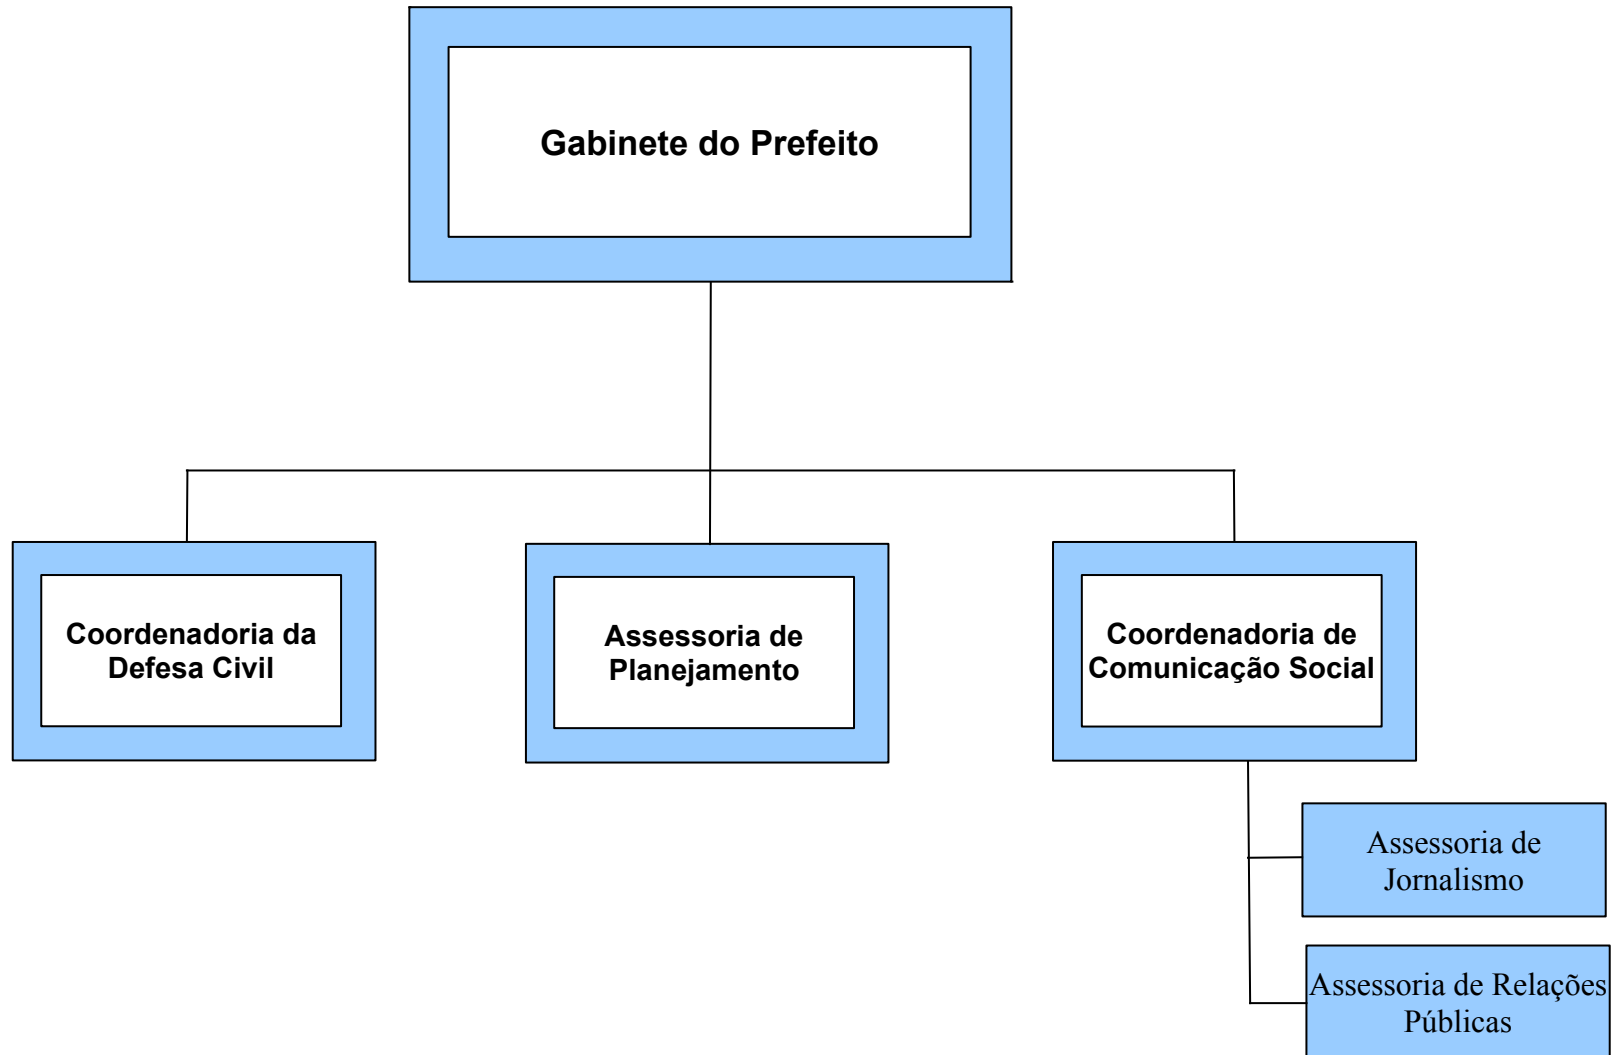 Gabinete do Prefeito
Coordenadoria da
Defesa Civil
Assessoria de
Planejamento
Coordenadoria de
Comunicação Social
Assessoria de
Jornalismo
Assessoria de Relações
Públicas